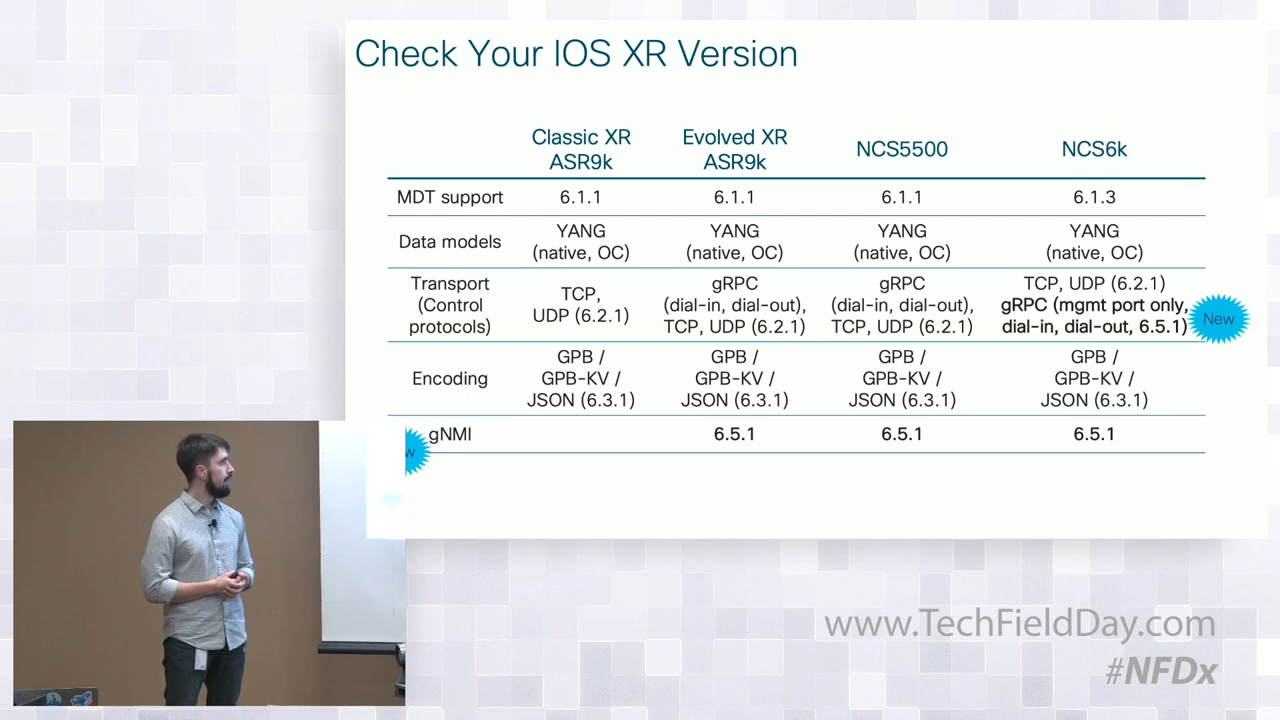 Check Your IOS XR Version
Classic XR
ASR9k
Evolved XR
ASR9k
NCS5500
NCS6k
MDT support
6.1.1
6.1.1
6.1.1
6.1.3
Data models
YANG
(native, OC)
YANG
(native, OC)
YANG
(native, OC)
YANG
(native, OC)
Transport
(Control
protocols)
TCP,
UDP (6.2.1)
gRPC
(dial-in, dial-out),
TCP, UDP (6.2.1)
gRPC
(dial-in, dial-out),
TCP, UDP (6.2.1)
TCP, UDP (6.2.1)
gRPC (mgmt port only,
dial-in, dial-out, 6.5.1)
New
Encoding
GPB /
GPB-KV /
JSON (6.3.1)
GPB /
GPB-KV /
JSON (6.3.1)
GPB /
GPB-KV /
JSON (6.3.1)
GPB /
GPB-KV /
JSON (6.3.1)
gNMI
6.5.1
6.5.1
6.5.1
www.TechFieldDay.com
#NFDx